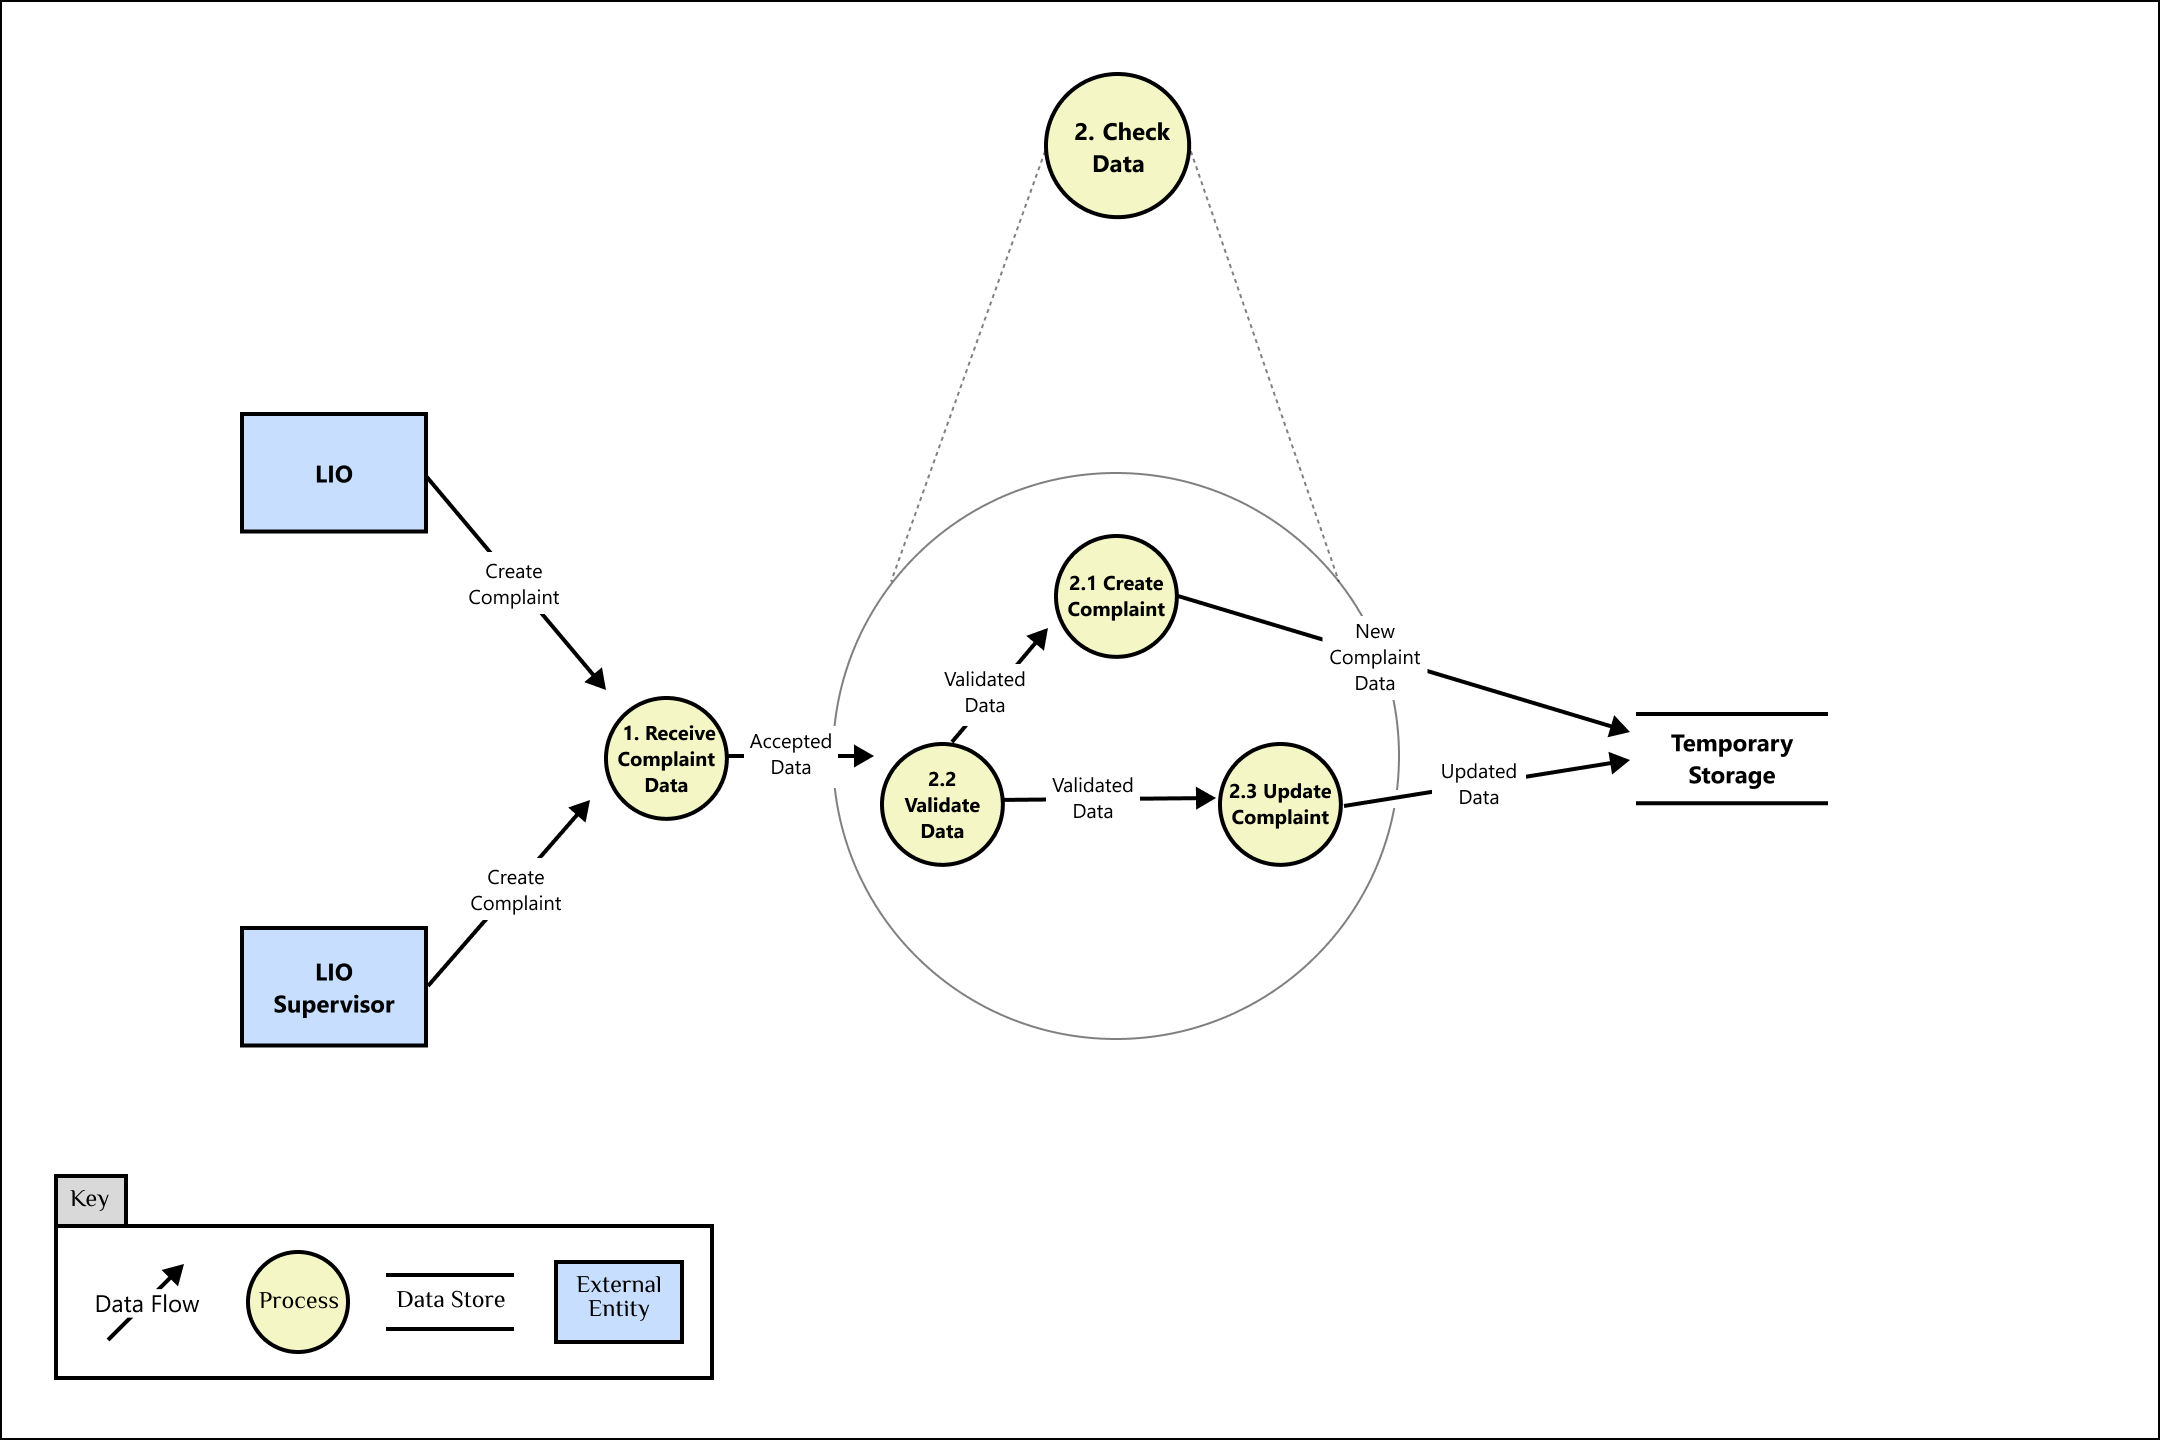 2. Check
Data
LIO
Create
Complaint
2.1 Create
Complaint
New
Complaint
Data
Validated
Data
1. Receive
Complaint
Data
Accepted
Data
2.2
Validate
Data
Validated
Data
2.3 Update
Complaint
Updated
Data
Temporary
Storage
Create
Complaint
LIO
Supervisor
Key
Data Flow
Process
Data Store
External
Entity